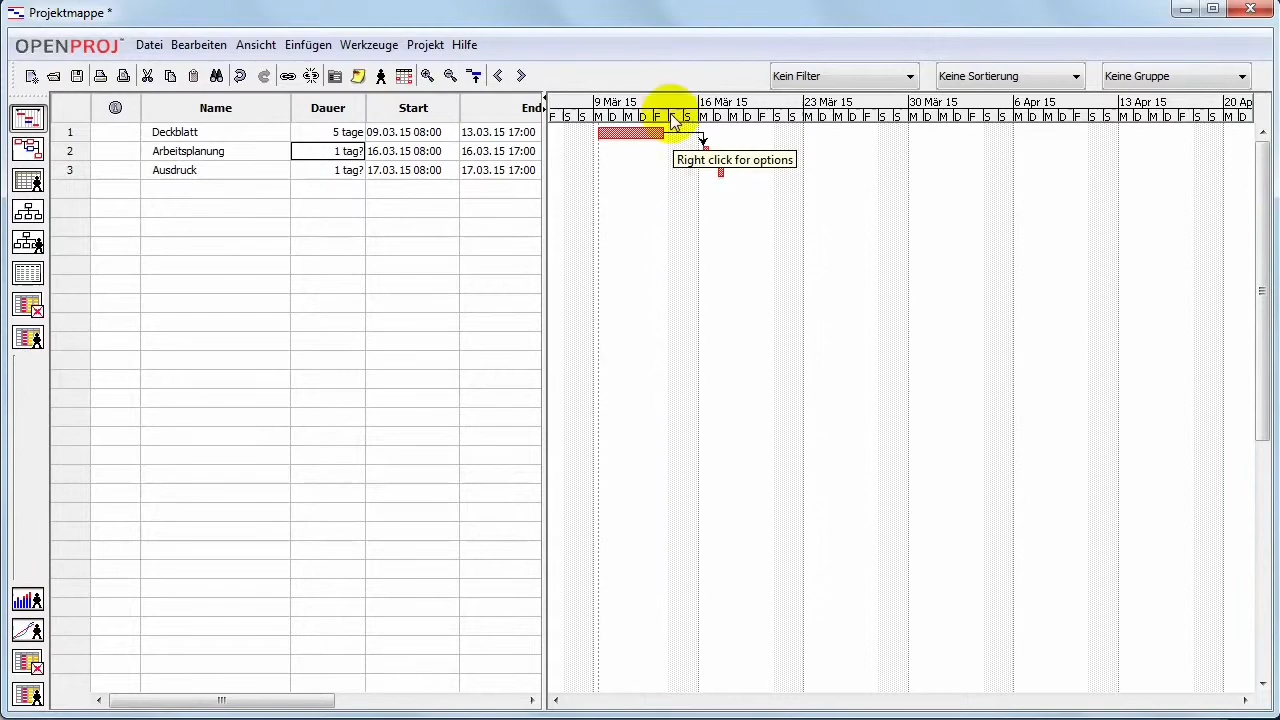 Projektmappe *
OPENPROJ Datei Bearbeiten Ansicht Einfügen Werkzeuge Projekt Hilfe
Kein Filter Keine Sortierung Keine Gruppe
Name Dauer Start Ende
9 Mär 15 16 Mär 15 23 Mär 15 30 Mär 15 6 Apr 15 13 Apr 15 20 Ap
F S S M D M D F S S M D M D F S S M D M D F S S M D M D F S S M D M D F S S M D M D F S S M D
1 Deckblatt 5 tage 09.03.15 08:00 13.03.15 17:00
2 Arbeitsplanung 1 tag? 16.03.15 08:00 16.03.15 17:00
Right click for options
3 Ausdruck 1 tag? 17.03.15 08:00 17.03.15 17:00